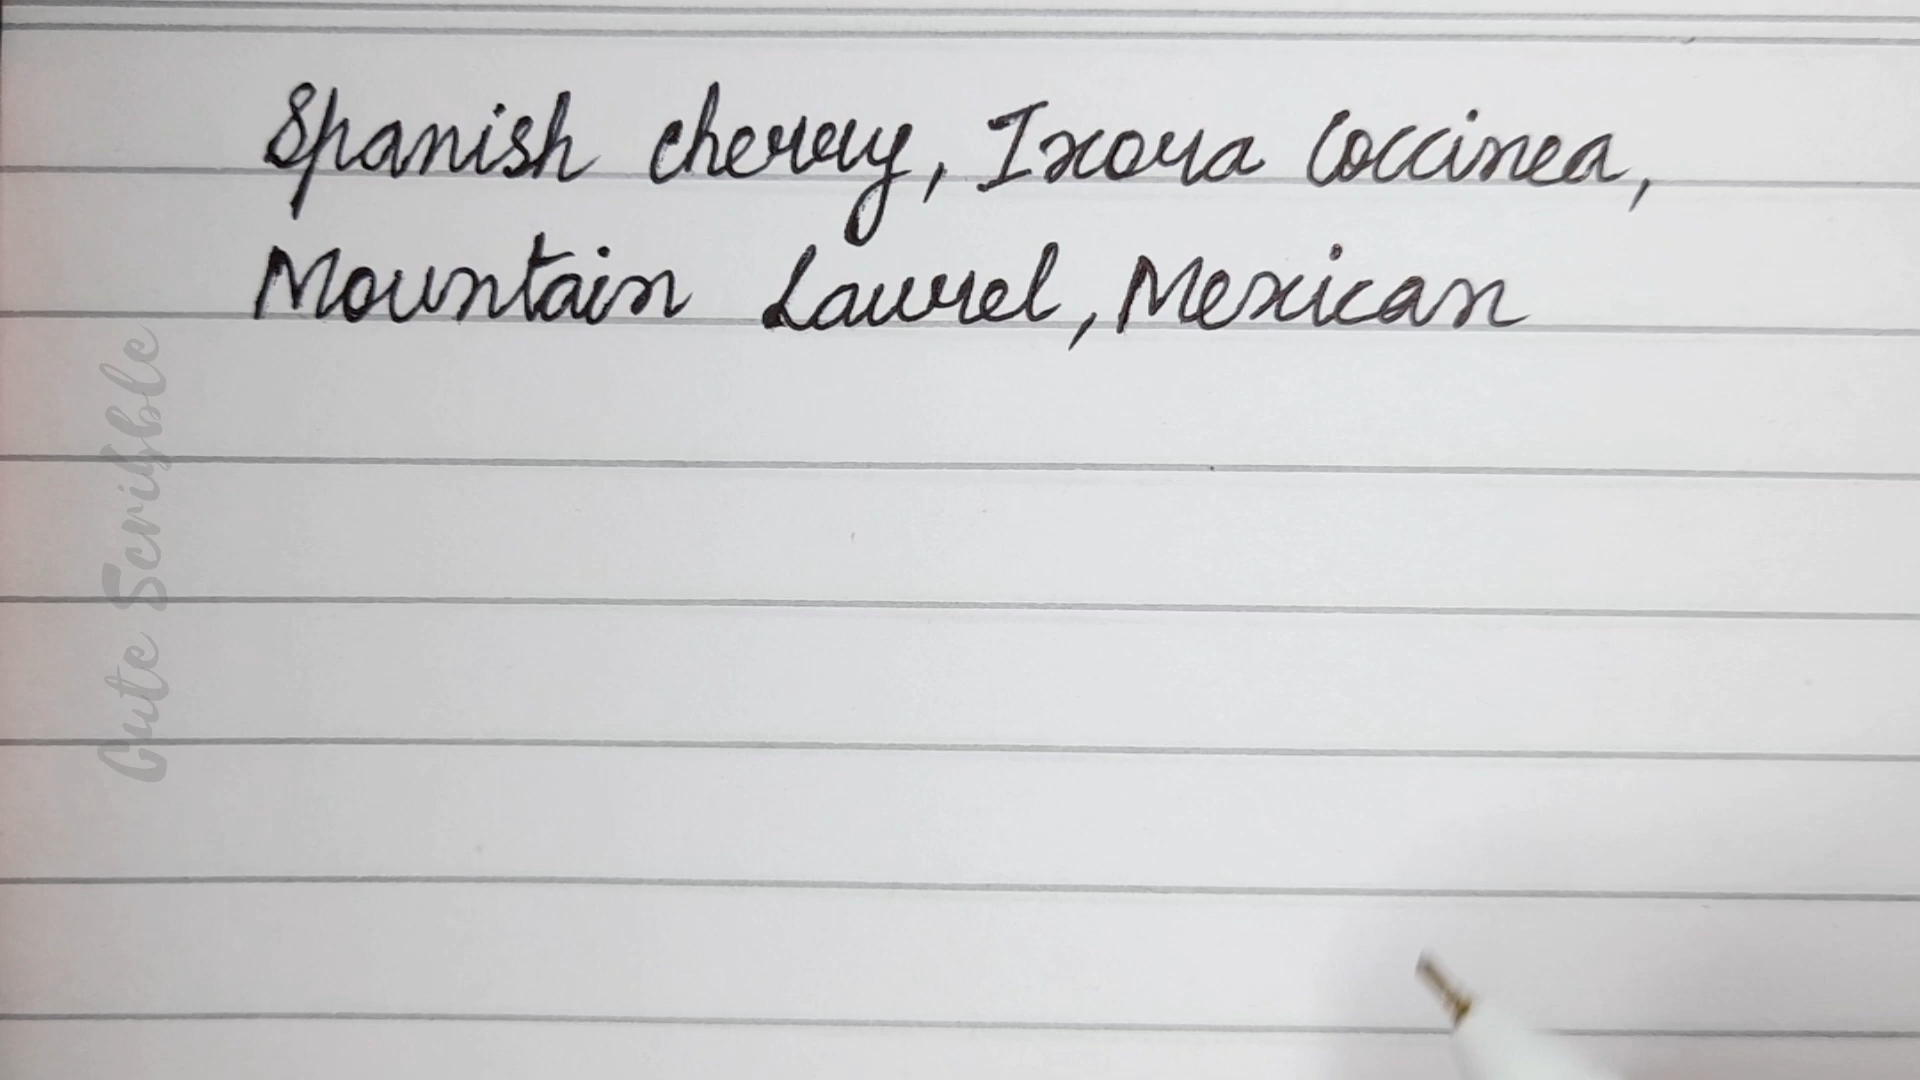 Spanish cherry, Ixora Coccinea,
Mountain Laurel, Mexican
Cute Scribble